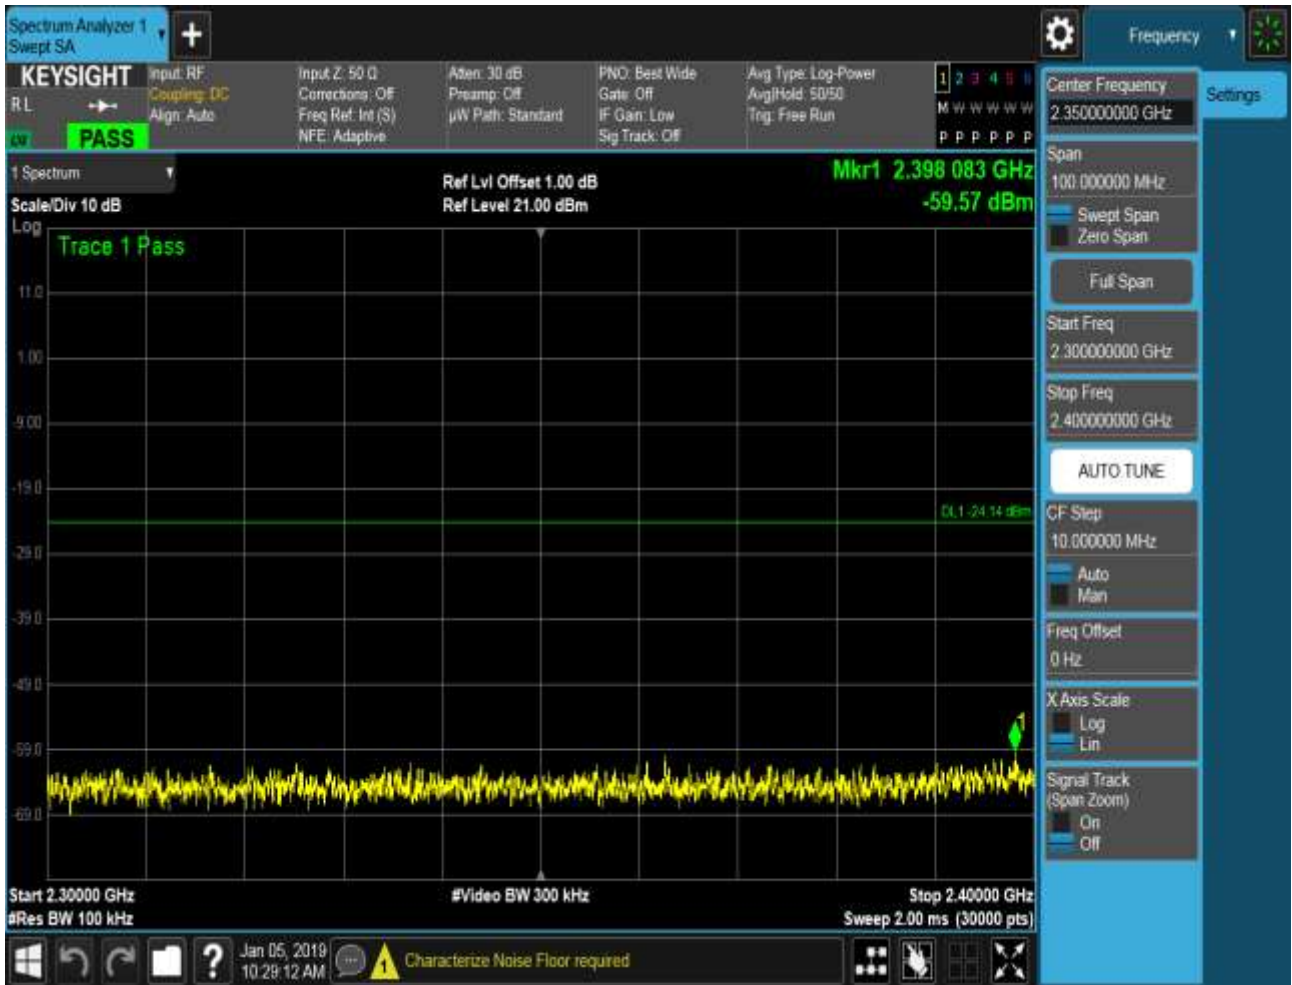 Spectrum Analyzer 1
Swept SA
+
Frequency
KEYSIGHT
R L
PASS
Input: RF
Coupling: DC
Align: Auto
Input Z: 50 Ω
Corrections: Off
Freq Ref: Int (S)
NFE: Adaptive
Atten: 30 dB
Preamp: Off
µW Path: Standard
PNO: Best Wide
Gate: Off
IF Gain: Low
Sig Track: Off
Avg Type: Log-Power
Avg|Hold: 50/50
Trig: Free Run
1 2 3 4 5 6
M W W W W W
P P P P P P
1 Spectrum
Scale/Div 10 dB
Log
Ref Lvl Offset 1.00 dB
Ref Level 21.00 dBm
Mkr1 2.398 083 GHz
-59.57 dBm
Trace 1 Pass
11.0
1.00
-9.00
-19.0
DL1 -24.14 dBm
-29.0
-39.0
-49.0
1
-59.0
-69.0
Start 2.30000 GHz
#Res BW 100 kHz
#Video BW 300 kHz
Stop 2.40000 GHz
Sweep 2.00 ms (30000 pts)
Center Frequency
2.350000000 GHz
Settings
Span
100.000000 MHz
Swept Span
Zero Span
Full Span
Start Freq
2.300000000 GHz
Stop Freq
2.400000000 GHz
AUTO TUNE
CF Step
10.000000 MHz
Auto
Man
Freq Offset
0 Hz
X Axis Scale
Log
Lin
Signal Track
(Span Zoom)
On
Off
?
Jan 05, 2019
10:29:12 AM
1
Characterize Noise Floor required